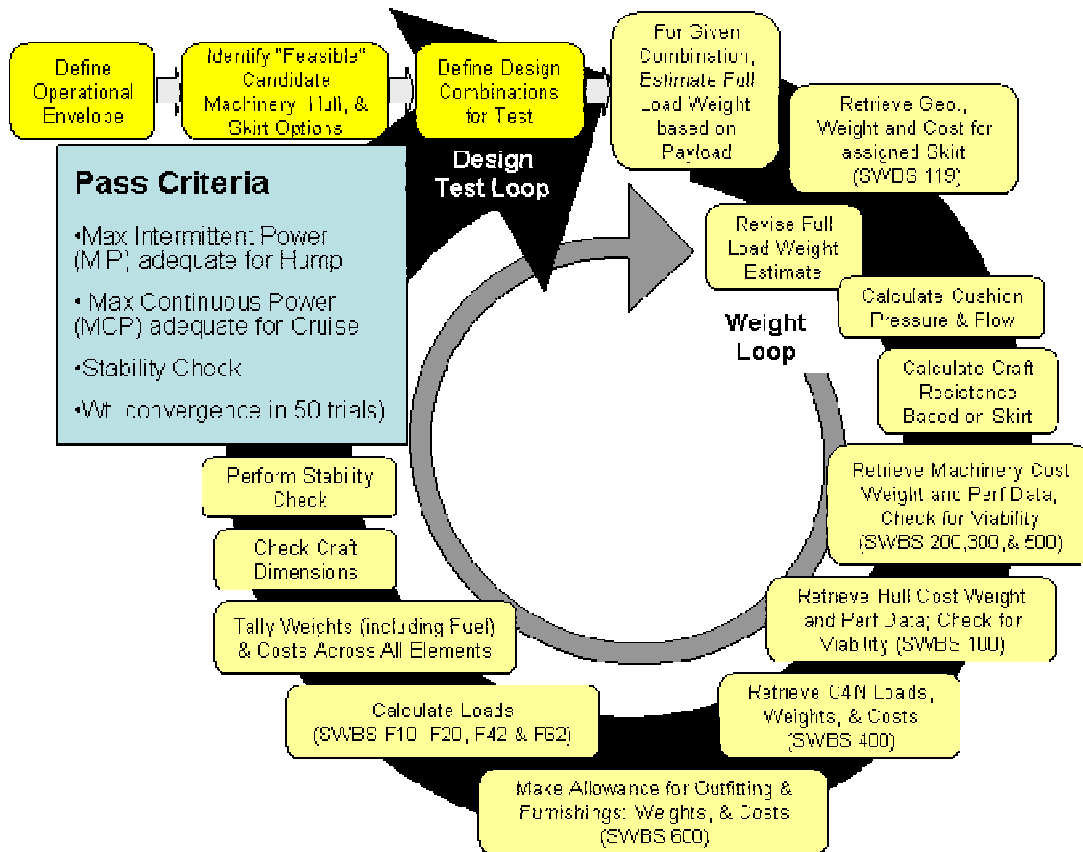 Define
Operational
Envelope
Identify "Feasible"
Candidate
Machinery, Hull, &
Skirt Options
Define Design
Combinations
for Test
For Given
Combination,
Estimate Full
Load Weight
based on
Payload
Retrieve Geo.,
Weight and Cost for
assigned Skirt
(SWBS 119)
Design
Test Loop
Pass Criteria
•Max Intermittent Power
(MIP) adequate for Hump
• Max Continuous Power
(MCP) adequate for Cruise
•Stability Check
•Wt. convergence in 50 trials)
Revise Full
Load Weight
Estimate
Weight
Loop
Calculate Cushion
Pressure & Flow
Calculate Craft
Resistance
Based on Skirt
Retrieve Machinery Cost
Weight and Perf Data;
Check for Viability
(SWBS 200,300,& 500)
Retrieve Hull Cost Weight
and Perf Data; Check for
Viability (SWBS 100)
Retrieve C4N Loads,
Weights, & Costs
(SWBS 400)
Make Allowance for Outfitting &
Furnishings: Weights, & Costs
(SWBS 600)
Calculate Loads
(SWBS F10, F20, F42 & F62)
Tally Weights (including Fuel)
& Costs Across All Elements
Check Craft
Dimensions
Perform Stability
Check